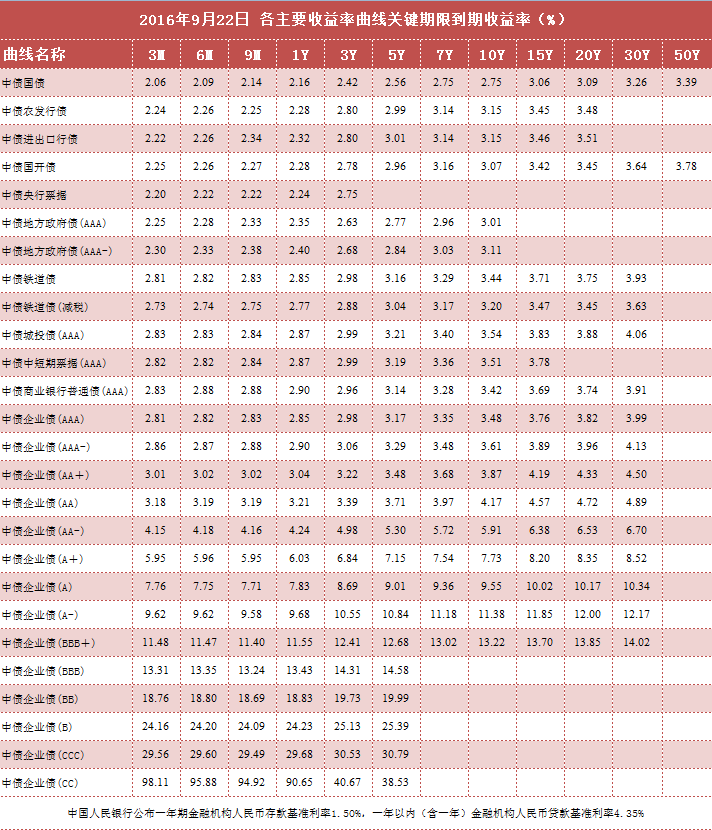 2016年9月22日 各主要收益率曲线关键期限到期收益率（%）
曲线名称 3M 6M 9M 1Y 3Y 5Y 7Y 10Y 15Y 20Y 30Y 50Y
中债国债 2.06 2.09 2.14 2.16 2.42 2.56 2.75 2.75 3.06 3.09 3.26 3.39
中债农发行债 2.24 2.26 2.25 2.28 2.80 2.99 3.14 3.15 3.45 3.48
中债进出口行债 2.22 2.26 2.34 2.32 2.80 3.01 3.14 3.15 3.46 3.51
中债国开债 2.25 2.26 2.27 2.28 2.78 2.96 3.16 3.07 3.42 3.45 3.64 3.78
中债央行票据 2.20 2.22 2.22 2.24 2.75
中债地方政府债(AAA) 2.25 2.28 2.33 2.35 2.63 2.77 2.96 3.01
中债地方政府债(AAA-) 2.30 2.33 2.38 2.40 2.68 2.84 3.03 3.11
中债铁道债 2.81 2.82 2.83 2.85 2.98 3.16 3.29 3.44 3.71 3.75 3.93
中债铁道债(减税) 2.73 2.74 2.75 2.77 2.88 3.04 3.17 3.20 3.47 3.45 3.63
中债城投债(AAA) 2.83 2.83 2.84 2.87 2.99 3.21 3.40 3.54 3.83 3.88 4.06
中债中短期票据(AAA) 2.82 2.82 2.84 2.87 2.99 3.19 3.36 3.51 3.78
中债商业银行普通债(AAA) 2.83 2.88 2.88 2.90 2.96 3.14 3.28 3.42 3.69 3.74 3.91
中债企业债(AAA) 2.81 2.82 2.83 2.85 2.98 3.17 3.35 3.48 3.76 3.82 3.99
中债企业债(AAA-) 2.86 2.87 2.88 2.90 3.06 3.29 3.48 3.61 3.89 3.96 4.13
中债企业债(AA＋) 3.01 3.02 3.02 3.04 3.22 3.48 3.68 3.87 4.19 4.33 4.50
中债企业债(AA) 3.18 3.19 3.19 3.21 3.39 3.71 3.97 4.17 4.57 4.72 4.89
中债企业债(AA-) 4.15 4.18 4.16 4.24 4.98 5.30 5.72 5.91 6.38 6.53 6.70
中债企业债(A＋) 5.95 5.96 5.95 6.03 6.84 7.15 7.54 7.73 8.20 8.35 8.52
中债企业债(A) 7.76 7.75 7.71 7.83 8.69 9.01 9.36 9.55 10.02 10.17 10.34
中债企业债(A-) 9.62 9.62 9.58 9.68 10.55 10.84 11.18 11.38 11.85 12.00 12.17
中债企业债(BBB＋) 11.48 11.47 11.40 11.55 12.41 12.68 13.02 13.22 13.70 13.85 14.02
中债企业债(BBB) 13.31 13.35 13.24 13.43 14.31 14.58
中债企业债(BB) 18.76 18.80 18.69 18.83 19.73 19.99
中债企业债(B) 24.16 24.20 24.09 24.23 25.13 25.39
中债企业债(CCC) 29.56 29.60 29.49 29.68 30.53 30.79
中债企业债(CC) 98.11 95.88 94.92 90.65 40.67 38.53
中国人民银行公布一年期金融机构人民币存款基准利率1.50%，一年以内（含一年）金融机构人民币贷款基准利率4.35%